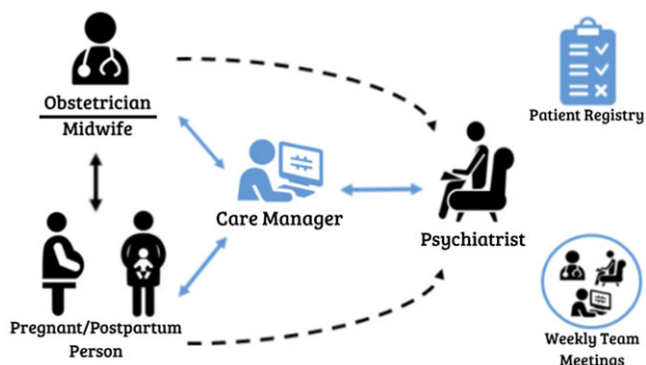 Obstetrician
Midwife
Patient Registry
Care Manager
Psychiatrist
Pregnant/Postpartum
Person
Weekly Team
Meetings